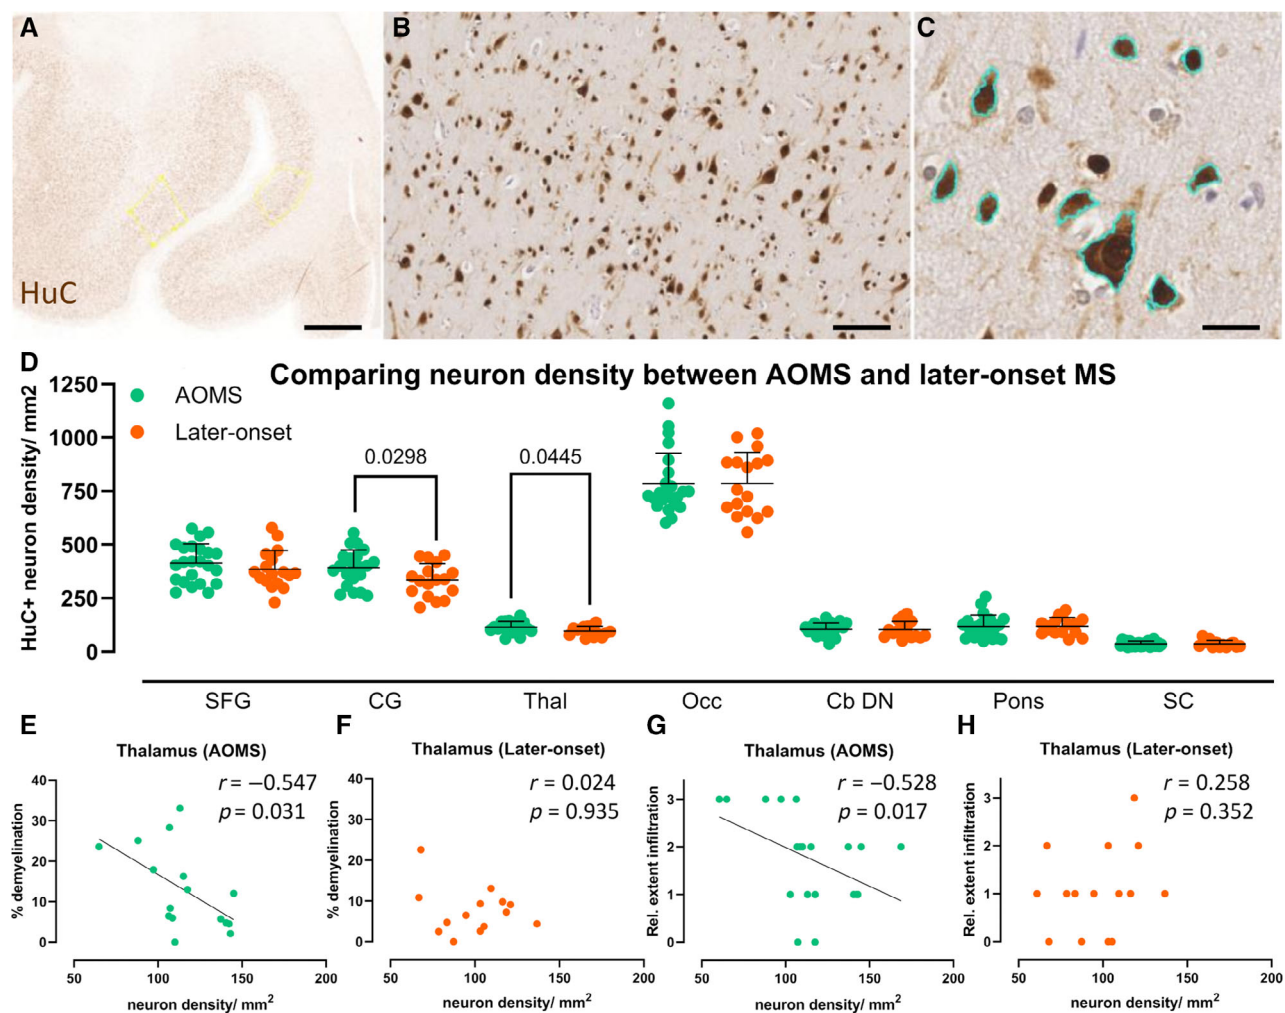 A
B
C
HuC
D
Comparing neuron density between AOMS and later-onset MS
HuC+ neuron density/ mm2
1250
1000
750
500
250
0
AOMS
Later-onset
0.0298
0.0445
SFG
CG
Thal
Occ
Cb DN
Pons
SC
E
Thalamus (AOMS)
r = −0.547
p = 0.031
% demyelination
40
30
20
10
0
50
100
150
200
neuron density/ mm2
F
Thalamus (Later-onset)
r = 0.024
p = 0.935
% demyelination
40
30
20
10
0
50
100
150
200
neuron density/ mm2
G
Thalamus (AOMS)
r = −0.528
p = 0.017
Rel. extent infiltration
3
2
1
0
50
100
150
200
neuron density/ mm2
H
Thalamus (Later-onset)
r = 0.258
p = 0.352
Rel. extent infiltration
3
2
1
0
50
100
150
200
neuron density/ mm2